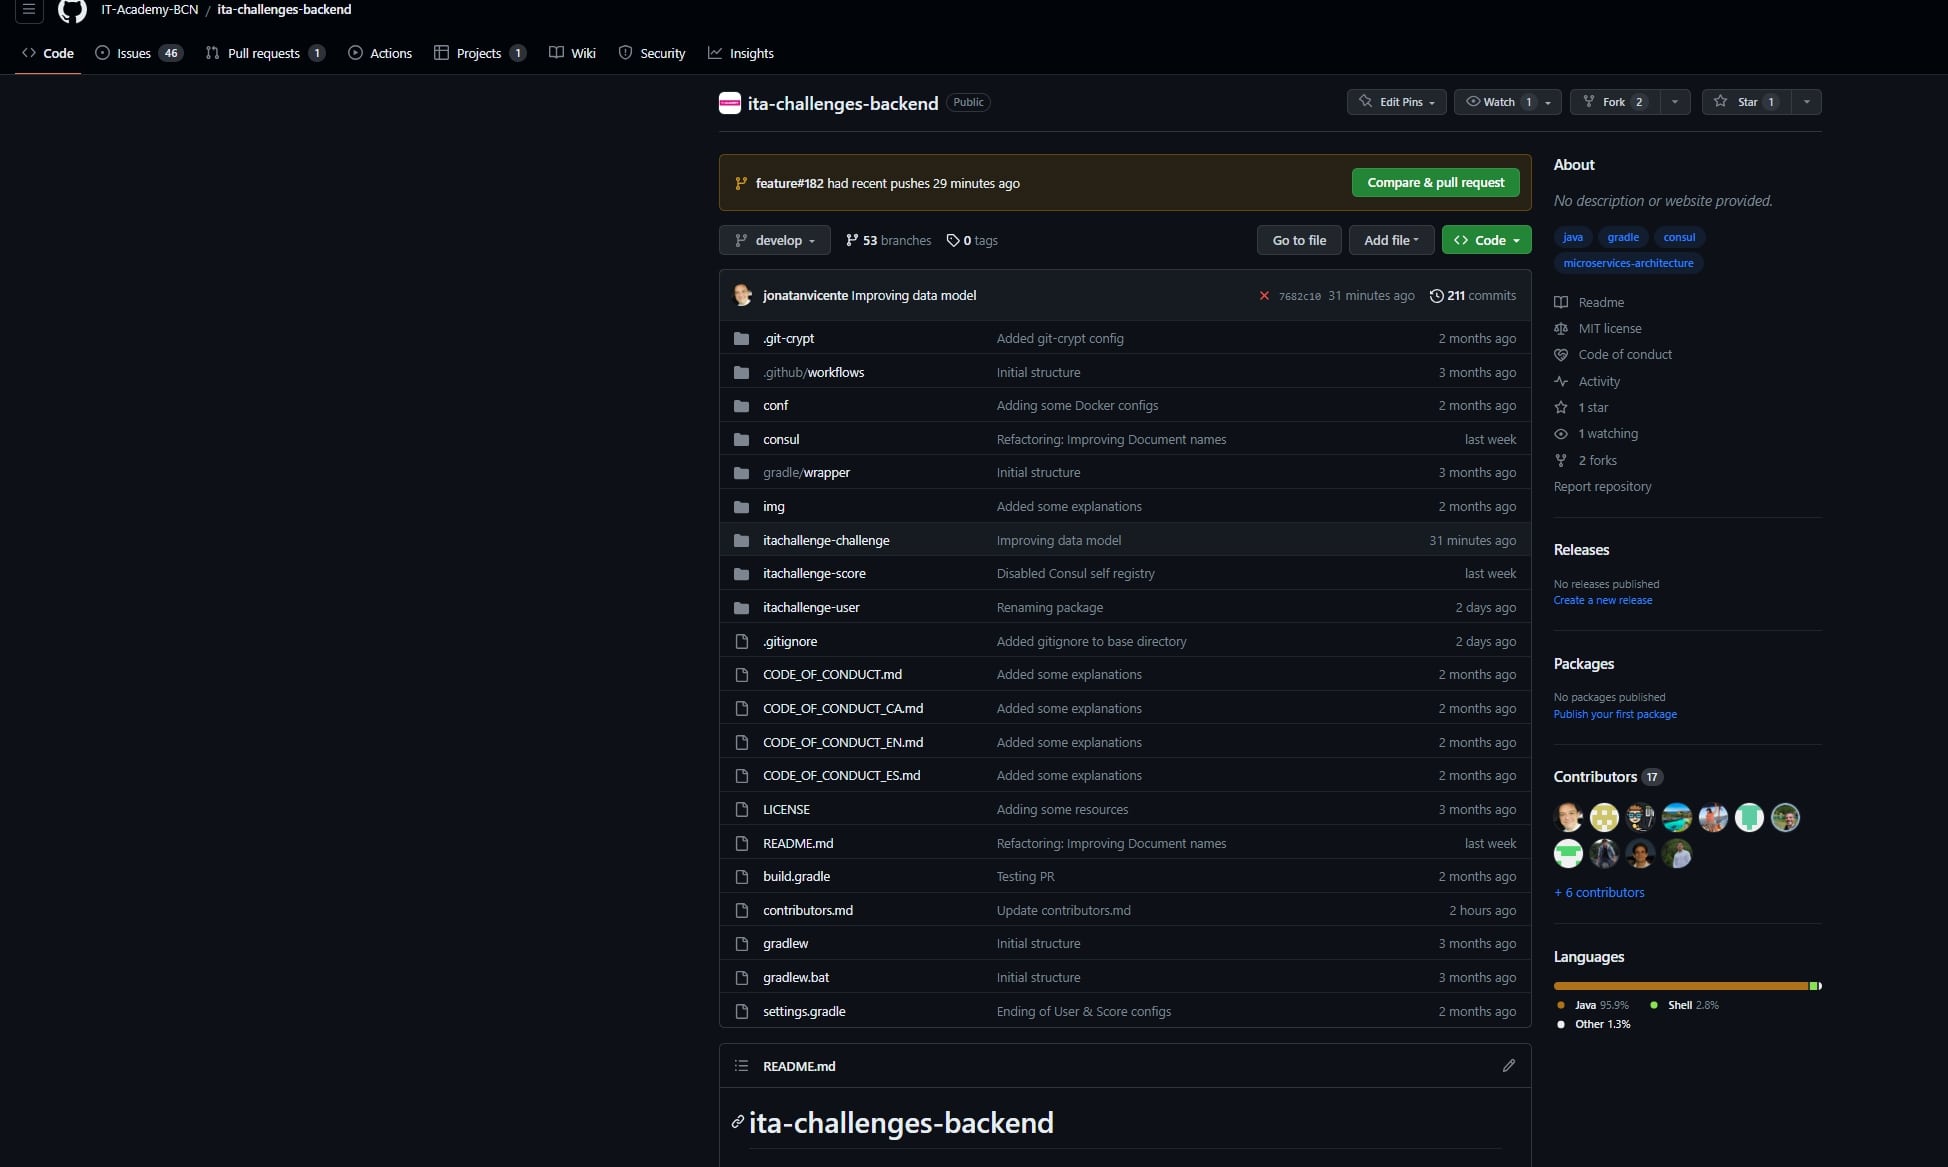 IT-Academy-BCN / ita-challenges-backend
Code Issues 46 Pull requests 1 Actions Projects 1 Wiki Security Insights
ita-challenges-backend Public
Edit Pins Watch 1 Fork 2 Star 1
feature#182 had recent pushes 29 minutes ago
Compare & pull request
develop 53 branches 0 tags
Go to file Add file Code
jonatanvicente Improving data model 7682c10 31 minutes ago 211 commits
.git-crypt Added git-crypt config 2 months ago
.github/workflows Initial structure 3 months ago
conf Adding some Docker configs 2 months ago
consul Refactoring: Improving Document names last week
gradle/wrapper Initial structure 3 months ago
img Added some explanations 2 months ago
itachallenge-challenge Improving data model 31 minutes ago
itachallenge-score Disabled Consul self registry last week
itachallenge-user Renaming package 2 days ago
.gitignore Added gitignore to base directory 2 days ago
CODE_OF_CONDUCT.md Added some explanations 2 months ago
CODE_OF_CONDUCT_CA.md Added some explanations 2 months ago
CODE_OF_CONDUCT_EN.md Added some explanations 2 months ago
CODE_OF_CONDUCT_ES.md Added some explanations 2 months ago
LICENSE Adding some resources 3 months ago
README.md Refactoring: Improving Document names last week
build.gradle Testing PR 2 months ago
contributors.md Update contributors.md 2 hours ago
gradlew Initial structure 3 months ago
gradlew.bat Initial structure 3 months ago
settings.gradle Ending of User & Score configs 2 months ago
README.md
ita-challenges-backend
About
No description or website provided.
java gradle consul
microservices-architecture
Readme
MIT license
Code of conduct
Activity
1 star
1 watching
2 forks
Report repository
Releases
No releases published
Create a new release
Packages
No packages published
Publish your first package
Contributors 17
+ 6 contributors
Languages
Java 95.9% Shell 2.8%
Other 1.3%